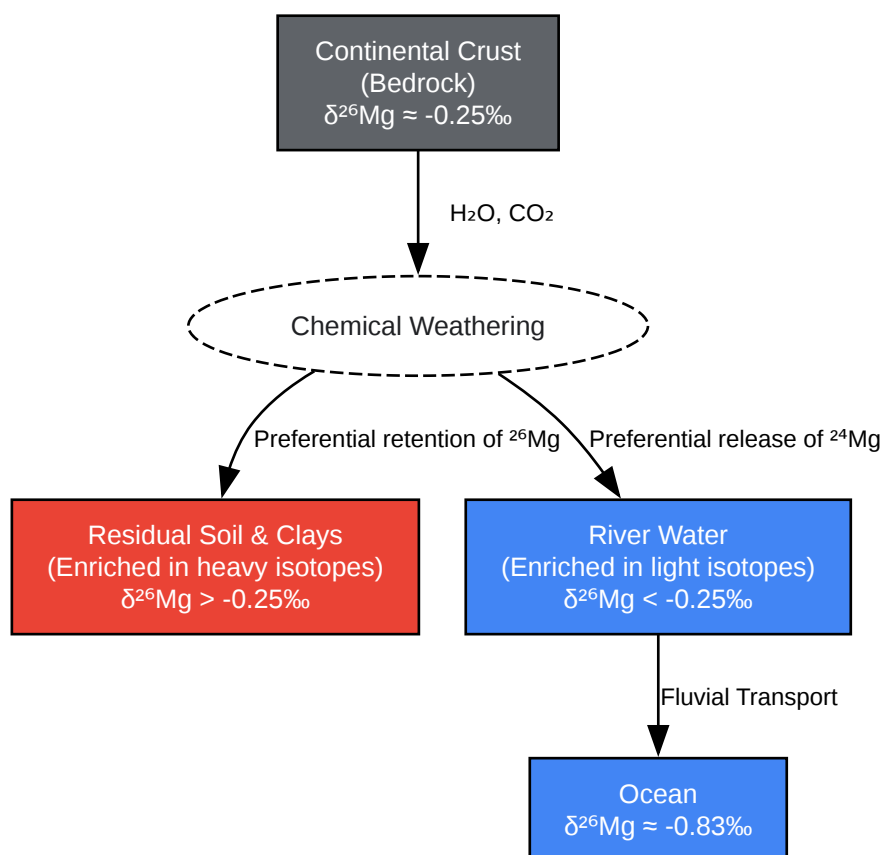 Continental Crust
(Bedrock)
δ²⁶Mg ≈ -0.25‰
H₂O, CO₂
Chemical Weathering
Preferential retention of ²⁶Mg
Preferential release of ²⁴Mg
Residual Soil & Clays
(Enriched in heavy isotopes)
δ²⁶Mg > -0.25‰
River Water
(Enriched in light isotopes)
δ²⁶Mg < -0.25‰
Fluvial Transport
Ocean
δ²⁶Mg ≈ -0.83‰